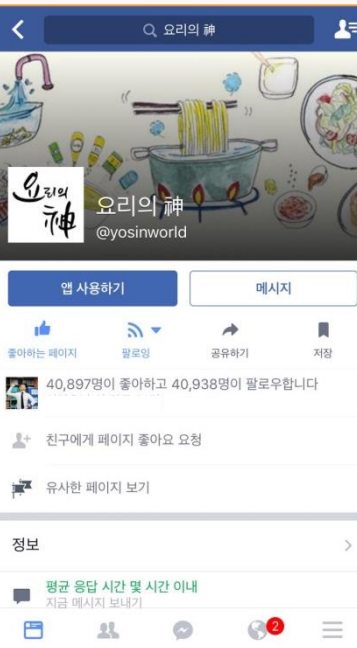 요리의 神
요리의
神
요리의 神
@yosinworld
앱 사용하기
메시지
좋아하는 페이지
팔로잉
공유하기
저장
40,897명이 좋아하고 40,938명이 팔로우합니다
친구에게 페이지 좋아요 요청
유사한 페이지 보기
정보
평균 응답 시간 몇 시간 이내
지금 메시지 보내기
2